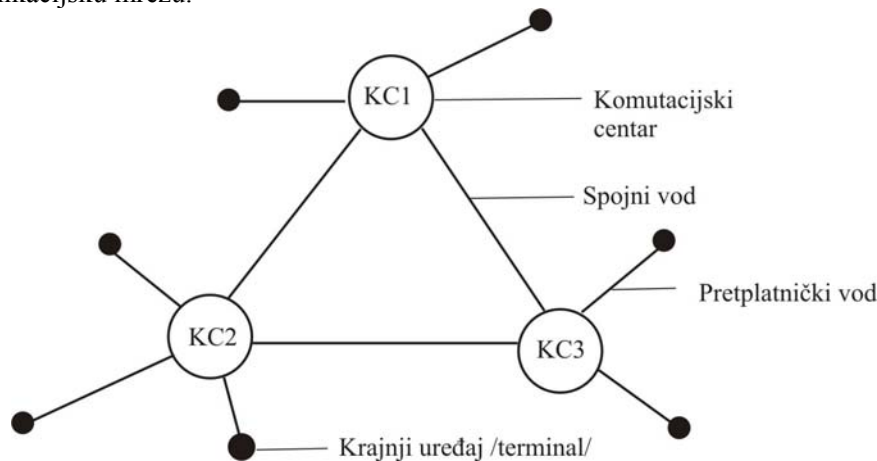 KC1
Komutacijski
centar
Spojni vod
Pretplatnički vod
KC2
KC3
Krajnji uređaj /terminal/